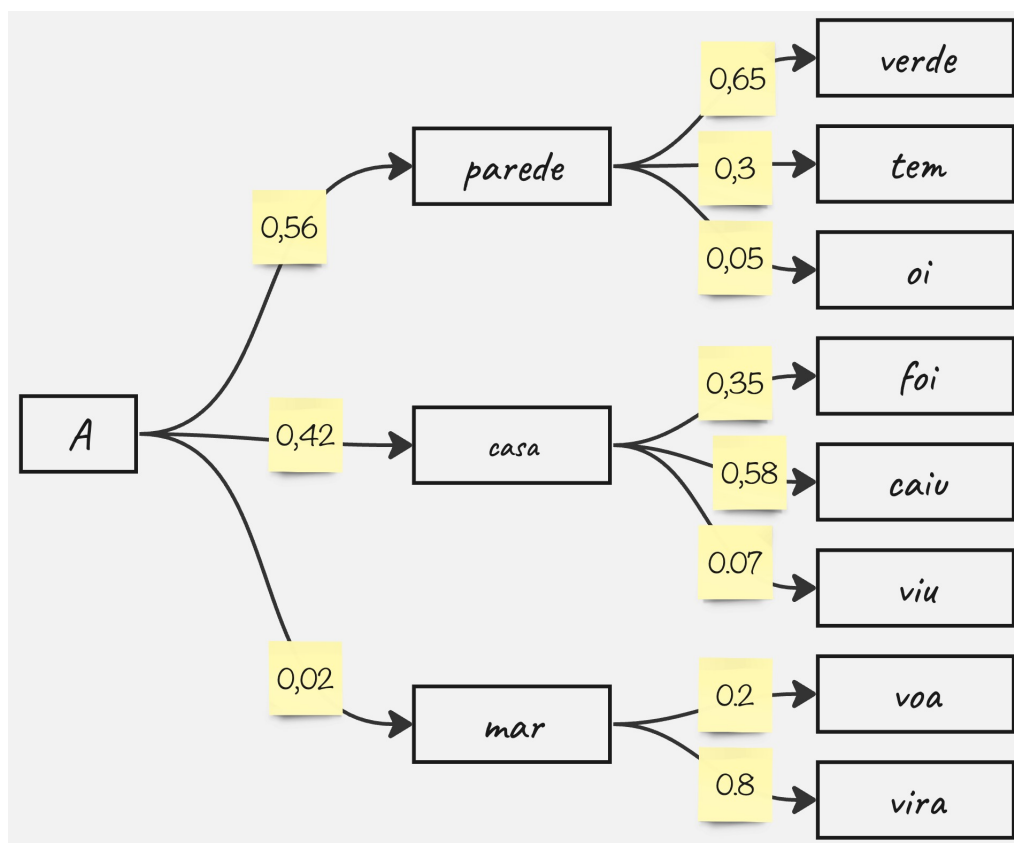 A
0,56
0,42
0,02
parede
casa
mar
0,65
0,3
0,05
0,35
0,58
0.07
0.2
0.8
verde
tem
oi
foi
caiu
viu
voa
vira